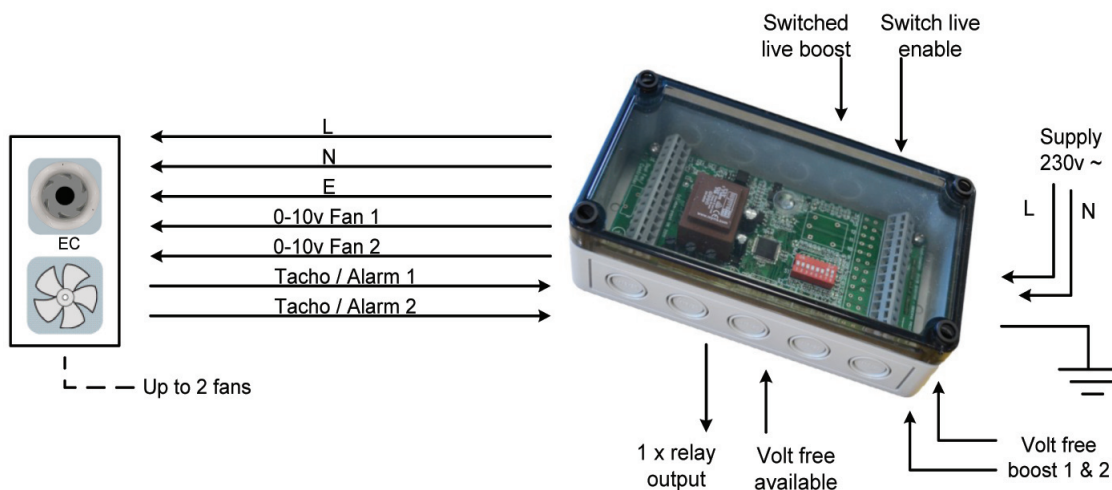 Switched
live boost
Switch live
enable
Supply
230v ~
L
N
L
N
E
0-10v Fan 1
0-10v Fan 2
Tacho / Alarm 1
Tacho / Alarm 2
EC
Up to 2 fans
1 x relay
output
Volt free
available
Volt free
boost 1 & 2